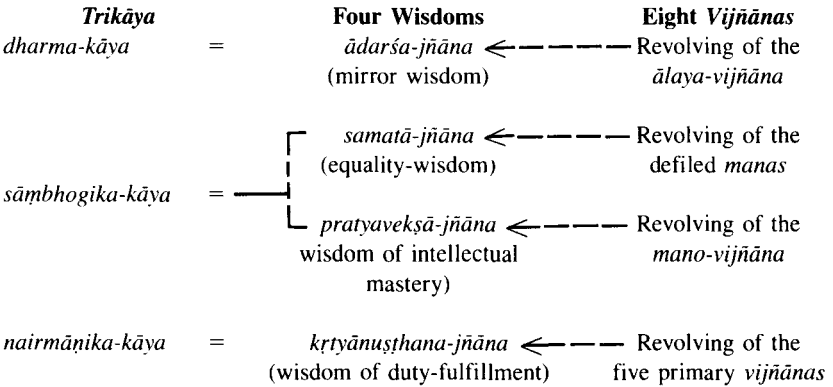 Trikāya Four Wisdoms Eight Vijñānas
dharma-kāya = ādarśa-jñāna Revolving of the
(mirror wisdom) ālaya-vijñāna
samatā-jñāna Revolving of the
(equality-wisdom) defiled manas
sāṃbhogika-kāya =
pratyavekṣā-jñāna Revolving of the
wisdom of intellectual mano-vijñāna
mastery)
nairmāṇika-kāya = kṛtyānuṣṭhana-jñāna Revolving of the
(wisdom of duty-fulfillment) five primary vijñānas